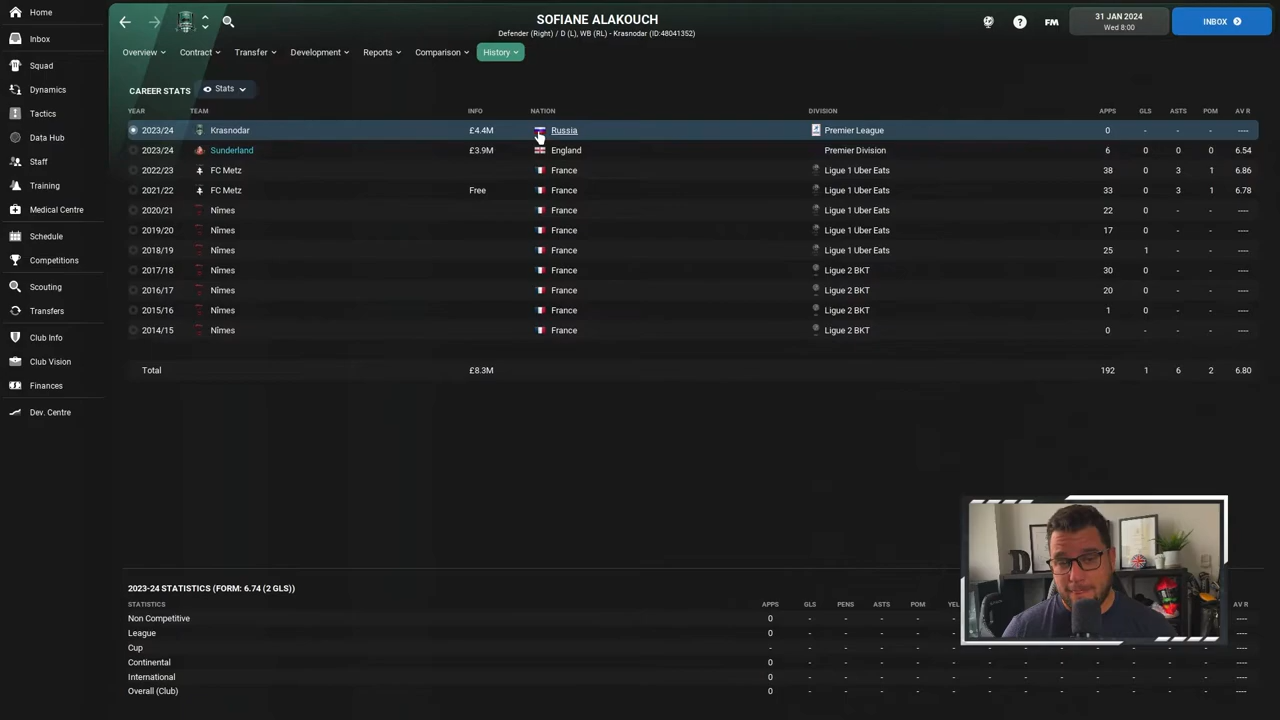 Home
SOFIANE ALAKOUCH
Defender (Right) / D (L), WB (RL) - Krasnodar (ID:48041352)
FM
31 JAN 2024
Wed 8:00
INBOX
Inbox
Squad
Dynamics
Tactics
Data Hub
Staff
Training
Medical Centre
Schedule
Competitions
Scouting
Transfers
Club Info
Club Vision
Finances
Dev. Centre
Overview Contract Transfer Development Reports Comparison History
CAREER STATS Stats
YEAR TEAM INFO NATION DIVISION APPS GLS ASTS POM AV R
2023/24 Krasnodar £4.4M Russia Premier League 0 - - - ----
2023/24 Sunderland £3.9M England Premier Division 6 0 0 0 6.54
2022/23 FC Metz France Ligue 1 Uber Eats 38 0 3 1 6.86
2021/22 FC Metz Free France Ligue 1 Uber Eats 33 0 3 1 6.78
2020/21 Nîmes France Ligue 1 Uber Eats 22 0 - - ----
2019/20 Nîmes France Ligue 1 Uber Eats 17 0 - - ----
2018/19 Nîmes France Ligue 1 Uber Eats 25 1 - - ----
2017/18 Nîmes France Ligue 2 BKT 30 0 - - ----
2016/17 Nîmes France Ligue 2 BKT 20 0 - - ----
2015/16 Nîmes France Ligue 2 BKT 1 0 - - ----
2014/15 Nîmes France Ligue 2 BKT 0 - - - ----
Total £8.3M 192 1 6 2 6.80
2023-24 STATISTICS (FORM: 6.74 (2 GLS))
STATISTICS APPS GLS PENS ASTS POM YEL AV R
Non Competitive 0 - - - - - ----
League 0 - - - - - ----
Cup - - - - - - ----
Continental 0 - - - - - ----
International 0 - - - - - ----
Overall (Club) 0 - - - - - ----